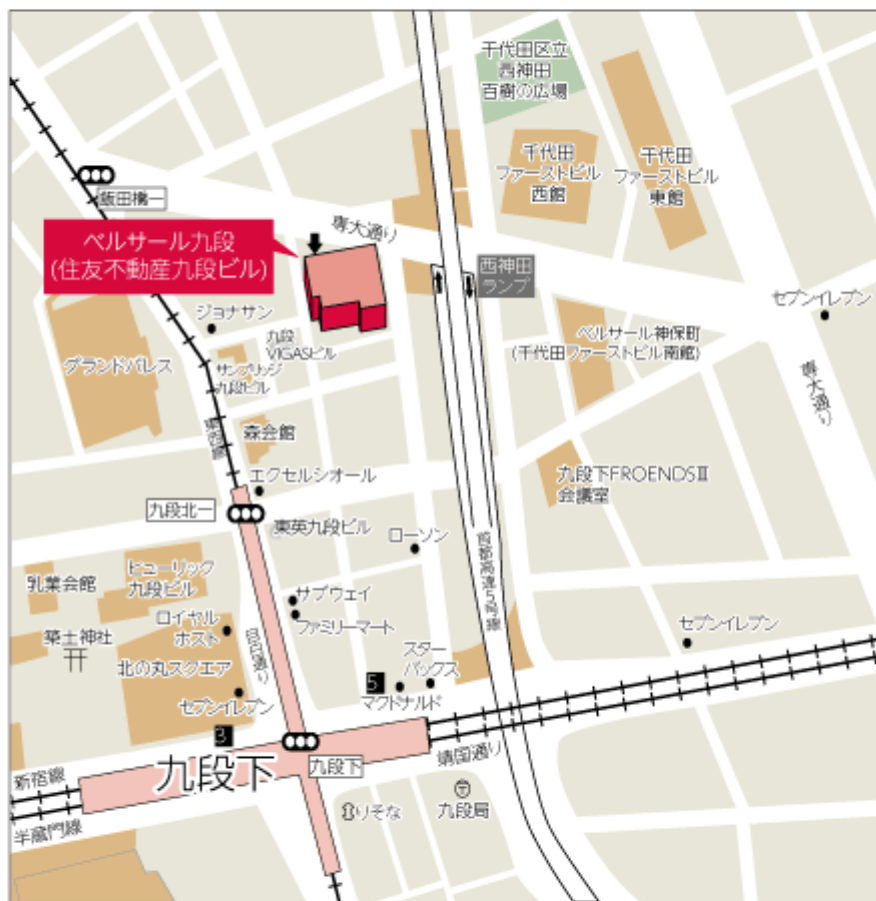 千代田区立
西神田
百樹の広場
千代田
ファーストビル
西館
千代田
ファーストビル
東館
飯田橋一
専大通り
ベルサール九段
(住友不動産九段ビル)
西神田
ランプ
セブンイレブン
ジョナサン
九段
VIGASビル
ベルサール神保町
(千代田ファーストビル南館)
グランドパレス
サンブリッジ
九段ビル
専大通り
東西線
森会館
エクセルシオール
九段下FROENDSⅡ
会議室
九段北一
東英九段ビル
ローソン
首都高速5号線
乳業会館
ヒューリック
九段ビル
サブウェイ
ファミリーマート
ロイヤル
ホスト
目白通り
セブンイレブン
築土神社
北の丸スクエア
スター
バックス
5
マクドナルド
セブンイレブン
3
九段下
九段下
靖国通り
新宿線
半蔵門線
りそな
九段局